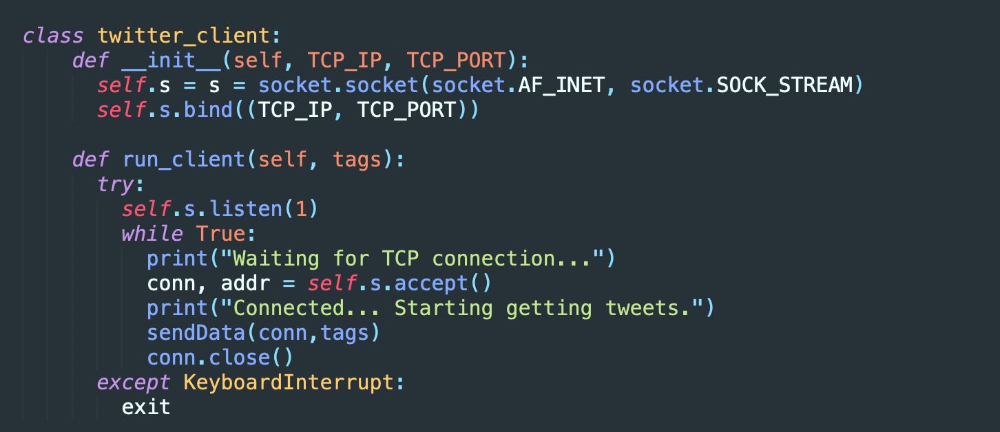 class twitter_client:
    def __init__(self, TCP_IP, TCP_PORT):
      self.s = s = socket.socket(socket.AF_INET, socket.SOCK_STREAM)
      self.s.bind((TCP_IP, TCP_PORT))

    def run_client(self, tags):
      try:
        self.s.listen(1)
        while True:
          print("Waiting for TCP connection...")
          conn, addr = self.s.accept()
          print("Connected... Starting getting tweets.")
          sendData(conn,tags)
          conn.close()
      except KeyboardInterrupt:
        exit